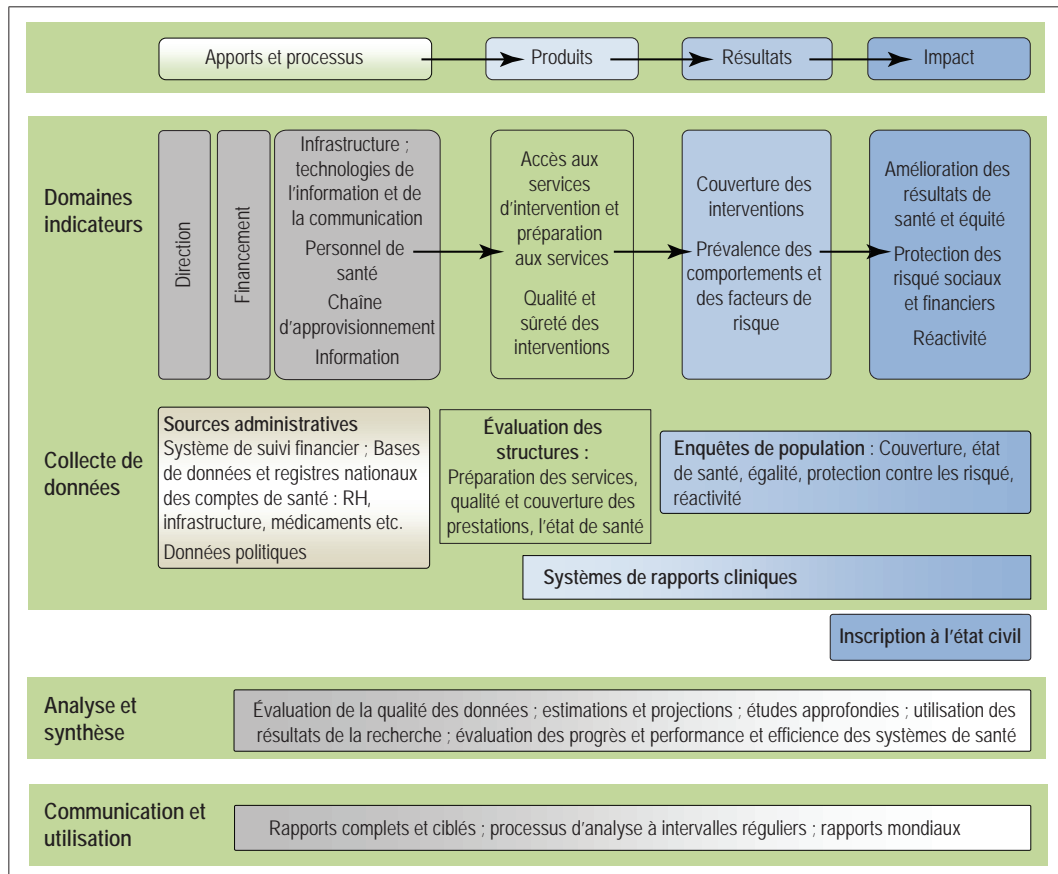 Apports et processus
Produits
Résultats
Impact
Domaines
indicateurs
Direction
Financement
Infrastructure ;
technologies de
l'information et de
la communication
Personnel de
santé
Chaîne
d'approvisionnement
Information
Accès aux
services
d'intervention et
préparation
aux services
Qualité et
sûreté des
interventions
Couverture des
interventions
Prévalence des
comportements et
des facteurs de
risque
Amélioration des
résultats de
santé et équité
Protection des
risqué sociaux
et financiers
Réactivité
Collecte de
données
Sources administratives
Système de suivi financier ; Bases
de données et registres nationaux
des comptes de santé : RH,
infrastructure, médicaments etc.
Données politiques
Évaluation des
structures :
Préparation des services,
qualité et couverture des
prestations, l'état de santé
Enquêtes de population : Couverture, état
de santé, égalité, protection contre les risqué,
réactivité
Systèmes de rapports cliniques
Inscription à l'état civil
Analyse et
synthèse
Évaluation de la qualité des données ; estimations et projections ; études approfondies ; utilisation des
résultats de la recherche ; évaluation des progrès et performance et efficience des systèmes de santé
Communication et
utilisation
Rapports complets et ciblés ; processus d'analyse à intervalles réguliers ; rapports mondiaux